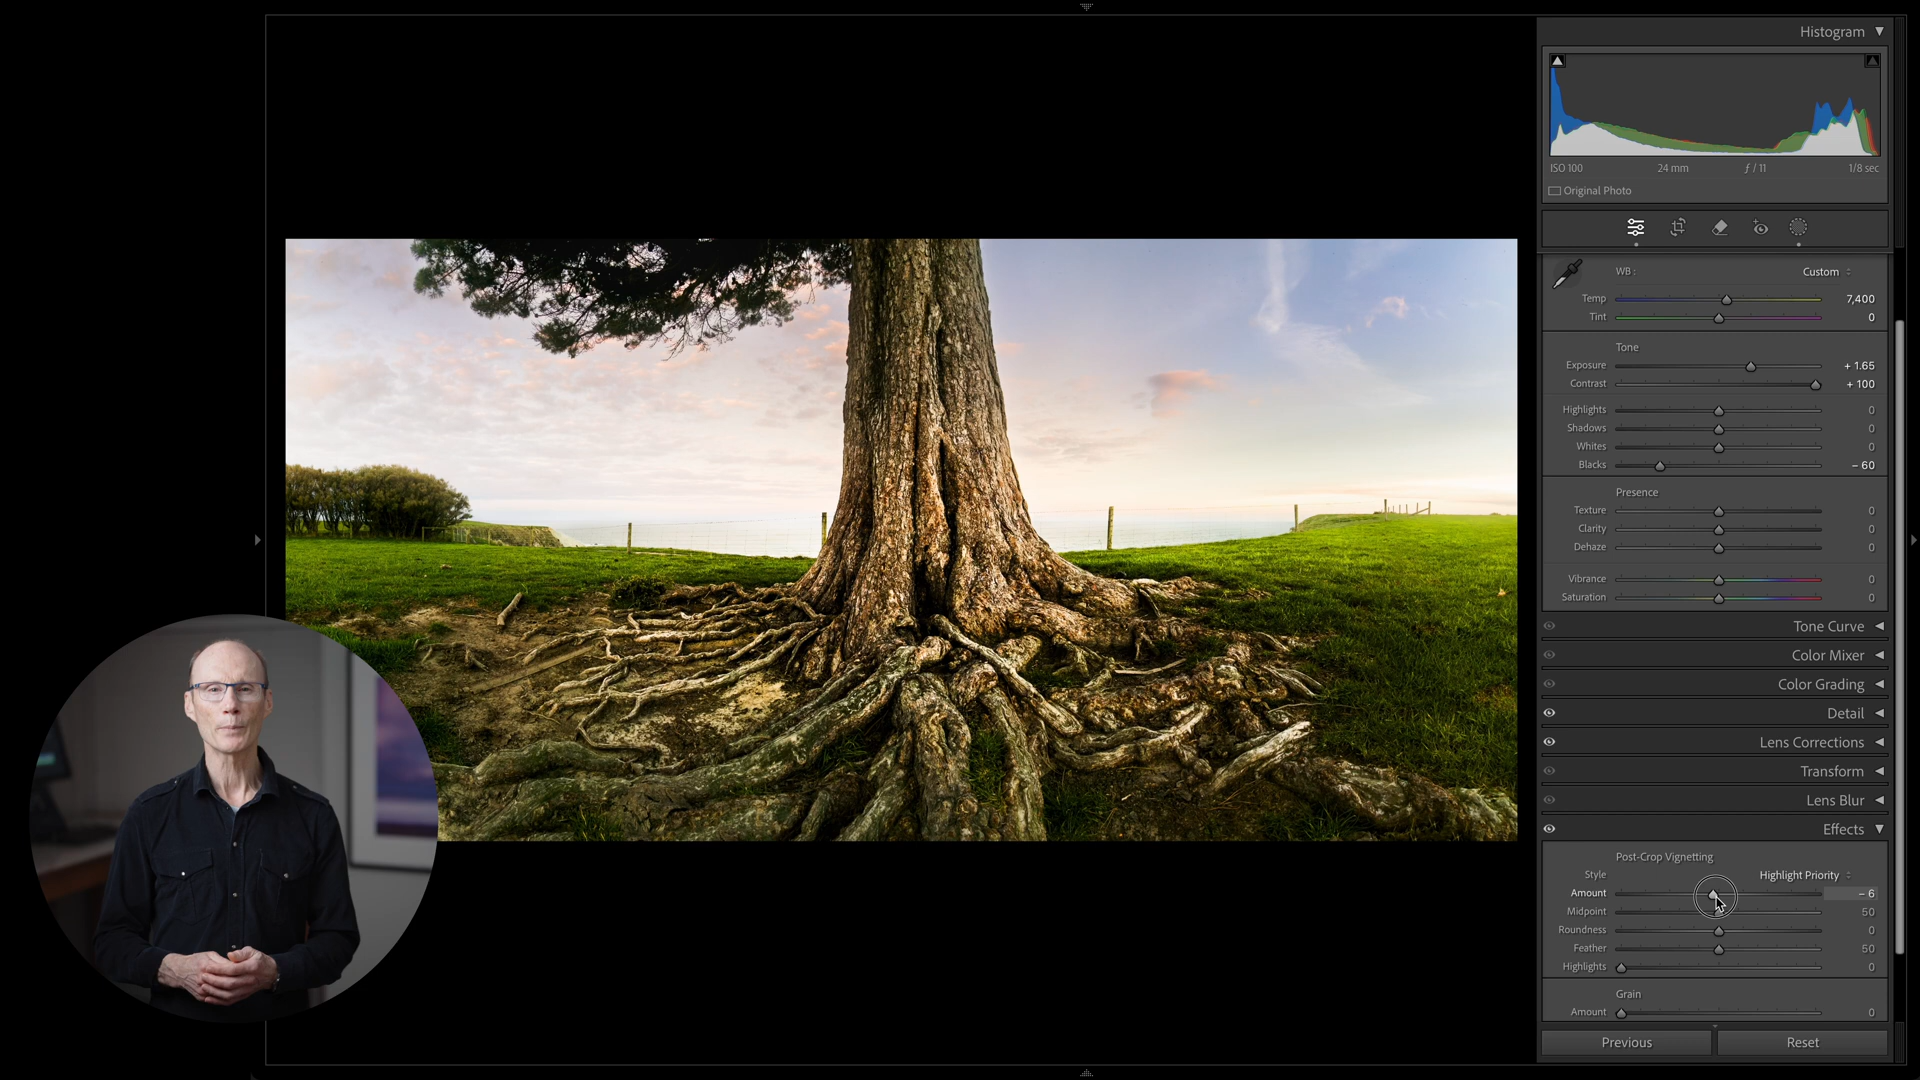 Histogram
ISO 100 24 mm ƒ / 11 1/8 sec
Original Photo
WB : Custom
Temp 7,400
Tint 0
Tone
Exposure + 1.65
Contrast + 100
Highlights 0
Shadows 0
Whites 0
Blacks – 60
Presence
Texture 0
Clarity 0
Dehaze 0
Vibrance 0
Saturation 0
Tone Curve
Color Mixer
Color Grading
Detail
Lens Corrections
Transform
Lens Blur
Effects
Post-Crop Vignetting
Style Highlight Priority
Amount – 6
Midpoint 50
Roundness 0
Feather 50
Highlights 0
Grain
Amount 0
Previous Reset